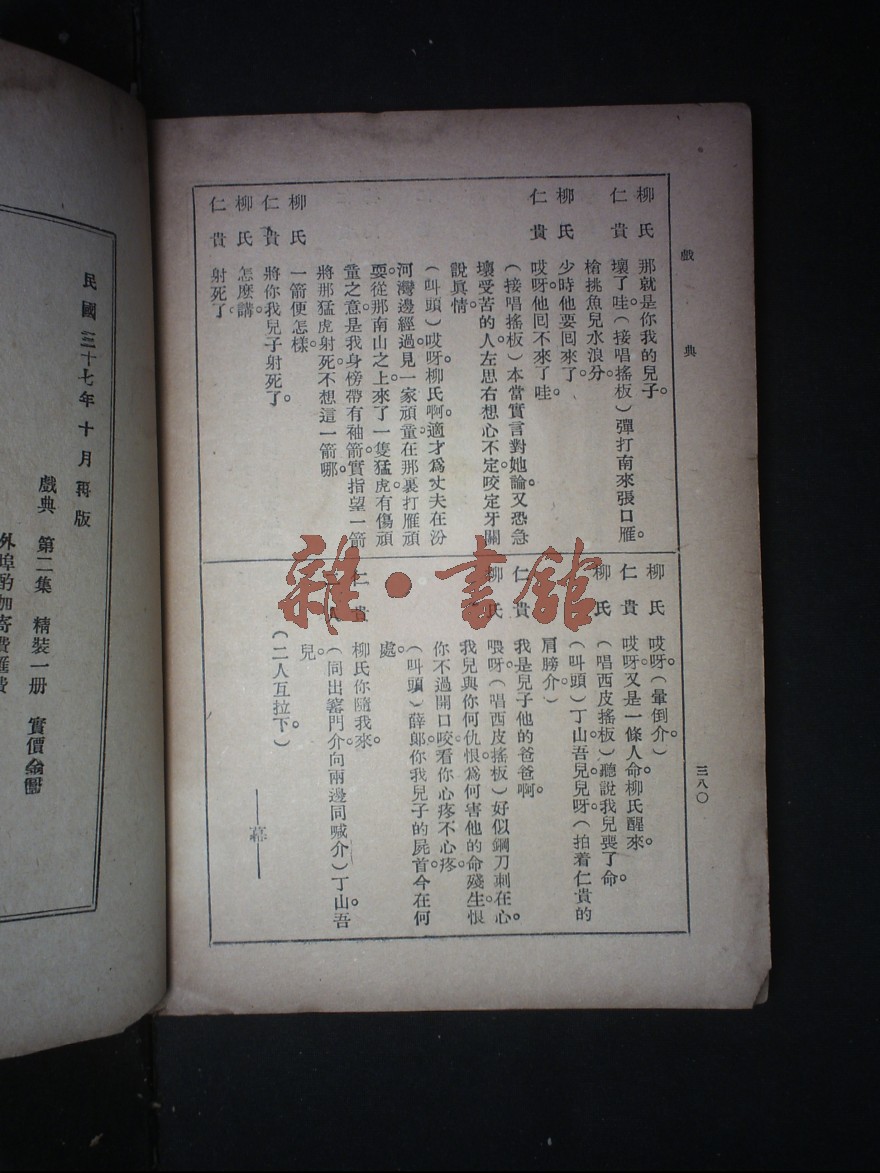 戲典
三八〇
柳氏 那就是你我的兒子。
仁貴 壞了哇。(接唱搖板)彈打南來張口雁。
槍挑魚兒水浪分。
柳氏 少時他要囘來了。
仁貴 哎呀。他囘不來了哇。
(接唱搖板)本當實言對她論。又恐急
壞受苦的人。左思右想心不定。咬定牙關
說眞情。
(叫頭)哎呀。柳氏啊。適才爲丈夫在汾
河灣邊經過。見一家頑童在那裏打雁頑
耍。從那南山之上。來了一隻猛虎。有傷頑
童之意。是我身傍帶有袖箭。實指望一箭
將那猛虎射死。不想這一箭哪。
柳氏 一箭便怎樣。
仁貴 將你我兒子射死了。
柳氏 怎麽講。
仁貴 射死了。
柳氏 哎呀。(暈倒介)
仁貴 哎呀。又是一條人命。柳氏醒來。
柳氏 (唱西皮搖板)聽說我兒喪了命。
(叫頭)丁山。吾兒。兒呀。(拍着仁貴的
肩膀介)
仁貴 我是兒子他的爸爸啊。
柳氏 喂呀。(唱西皮搖板)好似鋼刀刺在心。
我兒與你何仇恨。爲何害他的命殘生。恨
你不過開口咬。看你心疼不心疼。
(叫頭)薛郞。你我兒子的屍首。今在何
處。
仁貴 柳氏你隨我來。
(同出窰門介向兩邊同喊介)丁山。吾
兒。
(二人互拉下。)
——幕——
民國三十七年十月再版
戲典 第二集 精裝一册 實價
外埠酌加寄費匯費
雜·書館